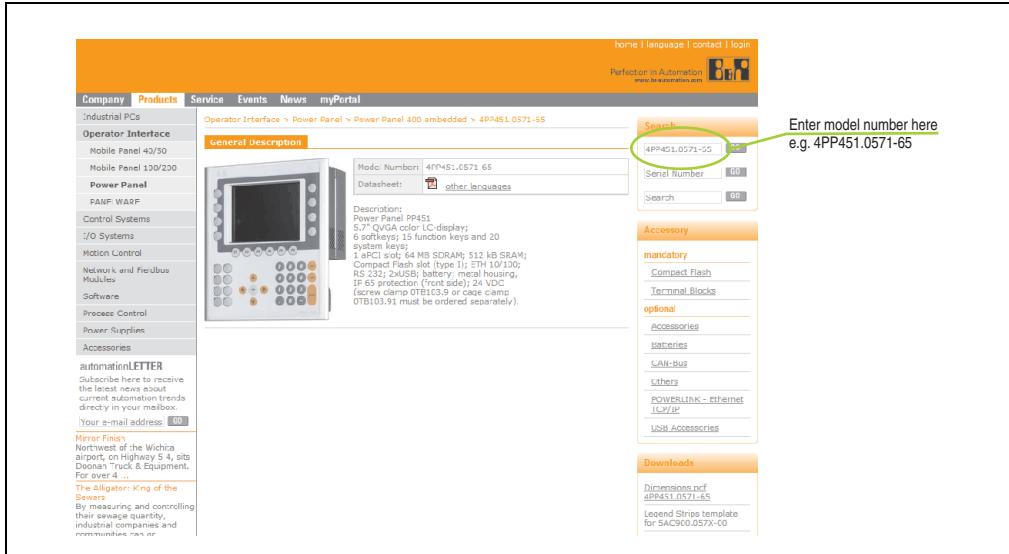 home | language | contact | login
Perfection in Automation
www.br-automation.com
Company Products Service Events News myPortal
Industrial PCs
Operator Interface
Mobile Panel 40/50
Mobile Panel 100/200
Power Panel
PANELWARE
Control Systems
I/O Systems
Motion Control
Network and Fieldbus
Modules
Software
Process Control
Power Supplies
Accessories
automationLETTER
Subscribe here to receive
the latest news about
current automation trends
directly in your mailbox.
Your e-mail address GO
Mirror Finish
Northwest of the Wichita
airport, on Highway 54, sits
Doonan Truck & Equipment.
For over 4 ...
The Alligator: King of the
Sewers
By measuring and controlling
their sewage quantity,
industrial companies and
communities can or
Operator Interface > Power Panel > Power Panel 400 embedded > 4PP451.0571-65
General Description
Model Number: 4PP451.0571-65
Datasheet: other languages
Description:
Power Panel PP451
5.7" QVGA color LC-display;
6 softkeys; 15 function keys and 20
system keys;
1 aPCI slot; 64 MB SDRAM; 512 kB SRAM;
Compact Flash slot (type I); ETH 10/100;
RS 232; 2xUSB; battery; metal housing,
IP 65 protection (front side); 24 VDC
(screw clamp 0TB103.9 or cage clamp
0TB103.91 must be ordered separately).
Search
4PP451.0571-65 GO
Serial Number GO
Search GO
Enter model number here
e.g. 4PP451.0571-65
Accessory
mandatory
Compact Flash
Terminal Blocks
optional
Accessories
Batteries
CAN-Bus
Others
POWERLINK - Ethernet
TCP/IP
USB Accessories
Downloads
Dimensions pdf
4PP451.0571-65
Legend Strips template
for 5AC900.057X-00